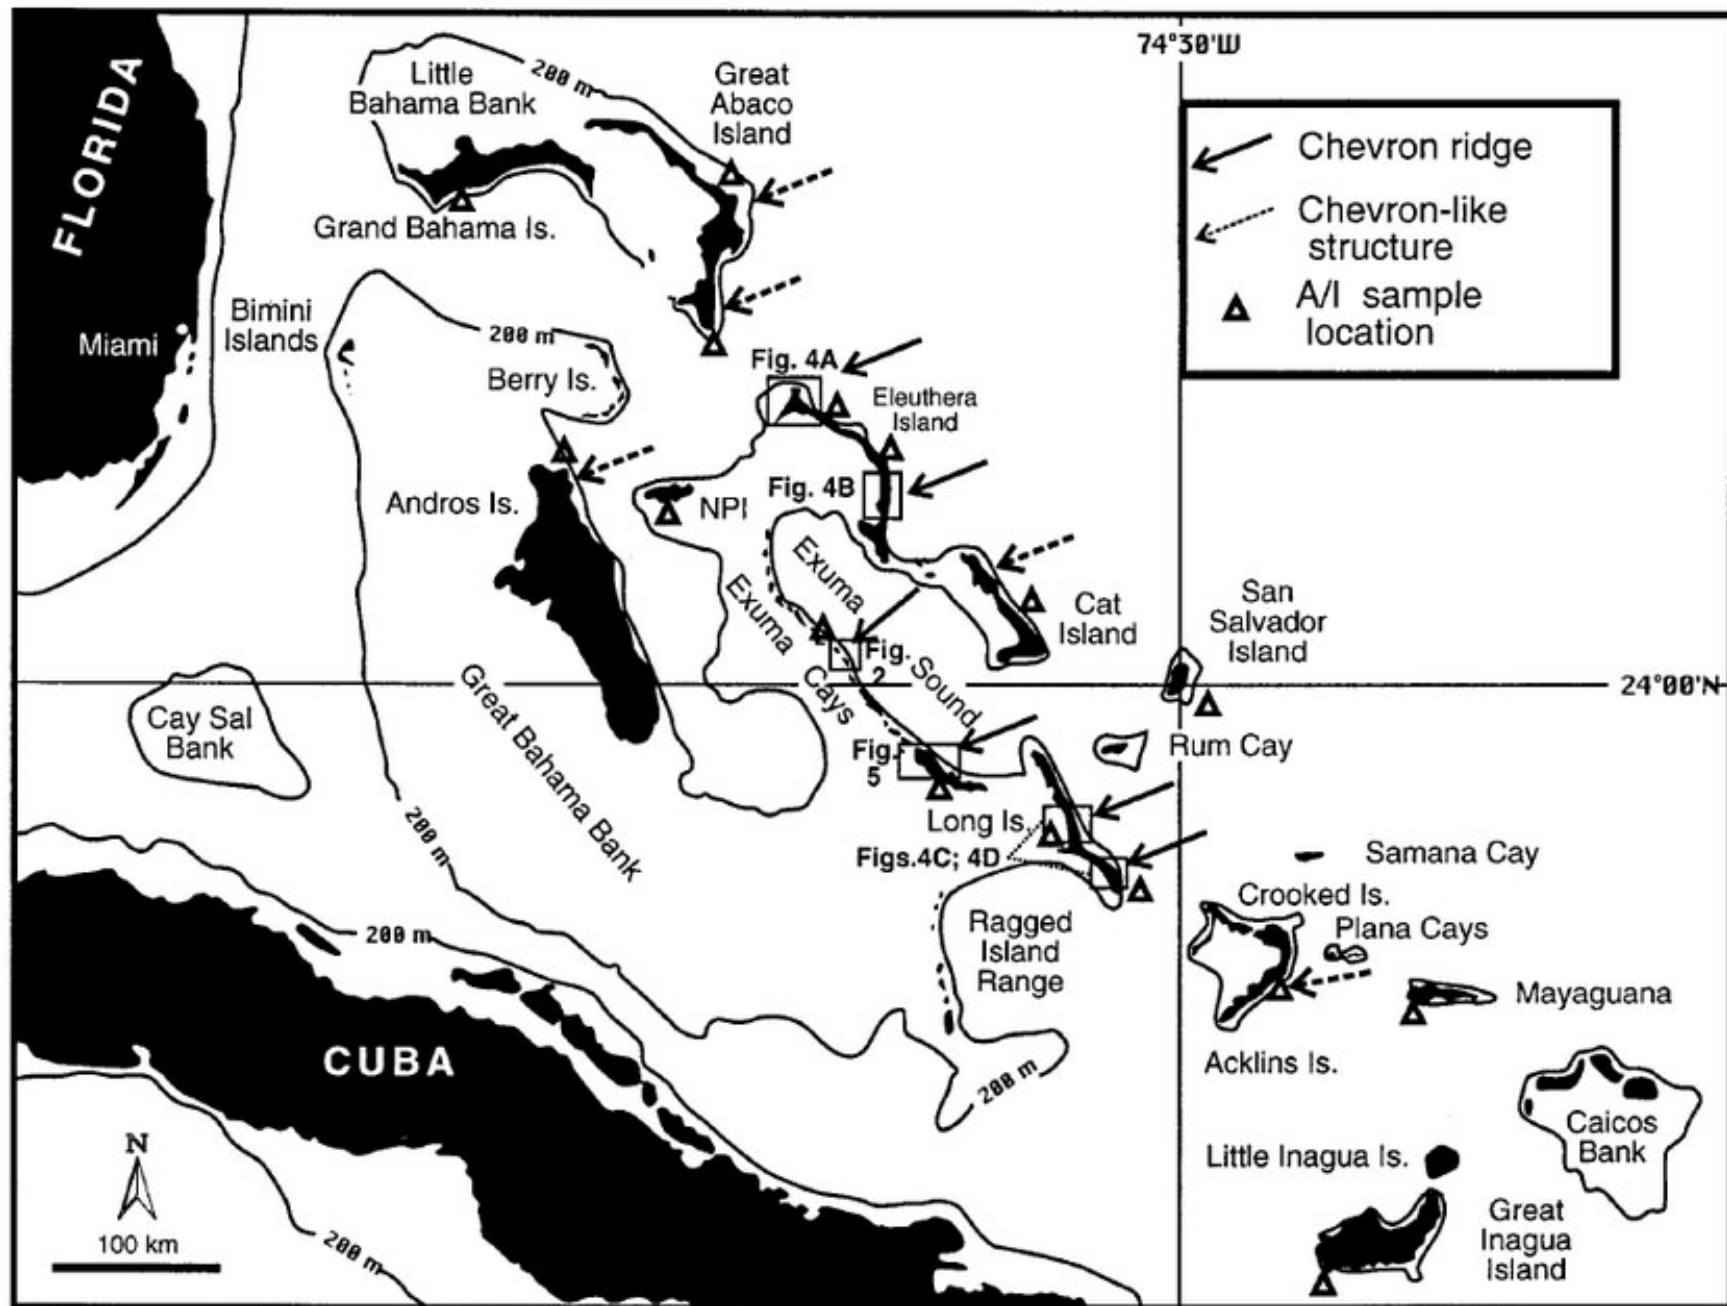 74°30'W
FLORIDA
Little
Bahama Bank
200 m
Great
Abaco
Island
Chevron ridge
Chevron-like
structure
A/I sample
location
Grand Bahama Is.
Bimini
Islands
Miami
200 m
Berry Is.
Fig. 4A
Eleuthera
Island
Andros Is.
NPI
Fig. 4B
Exuma
Sound
Exuma
Cays
Cat
Island
San
Salvador
Island
Fig.
2
24°00'N
Cay Sal
Bank
Great Bahama Bank
Rum Cay
Fig.
5
200 m
Long Is.
Figs.4C; 4D
Samana Cay
Crooked Is.
Plana Cays
Ragged
Island
Range
200 m
Mayaguana
CUBA
200 m
Acklins Is.
Caicos
Bank
N
100 km
Little Inagua Is.
Great
Inagua
Island
200 m